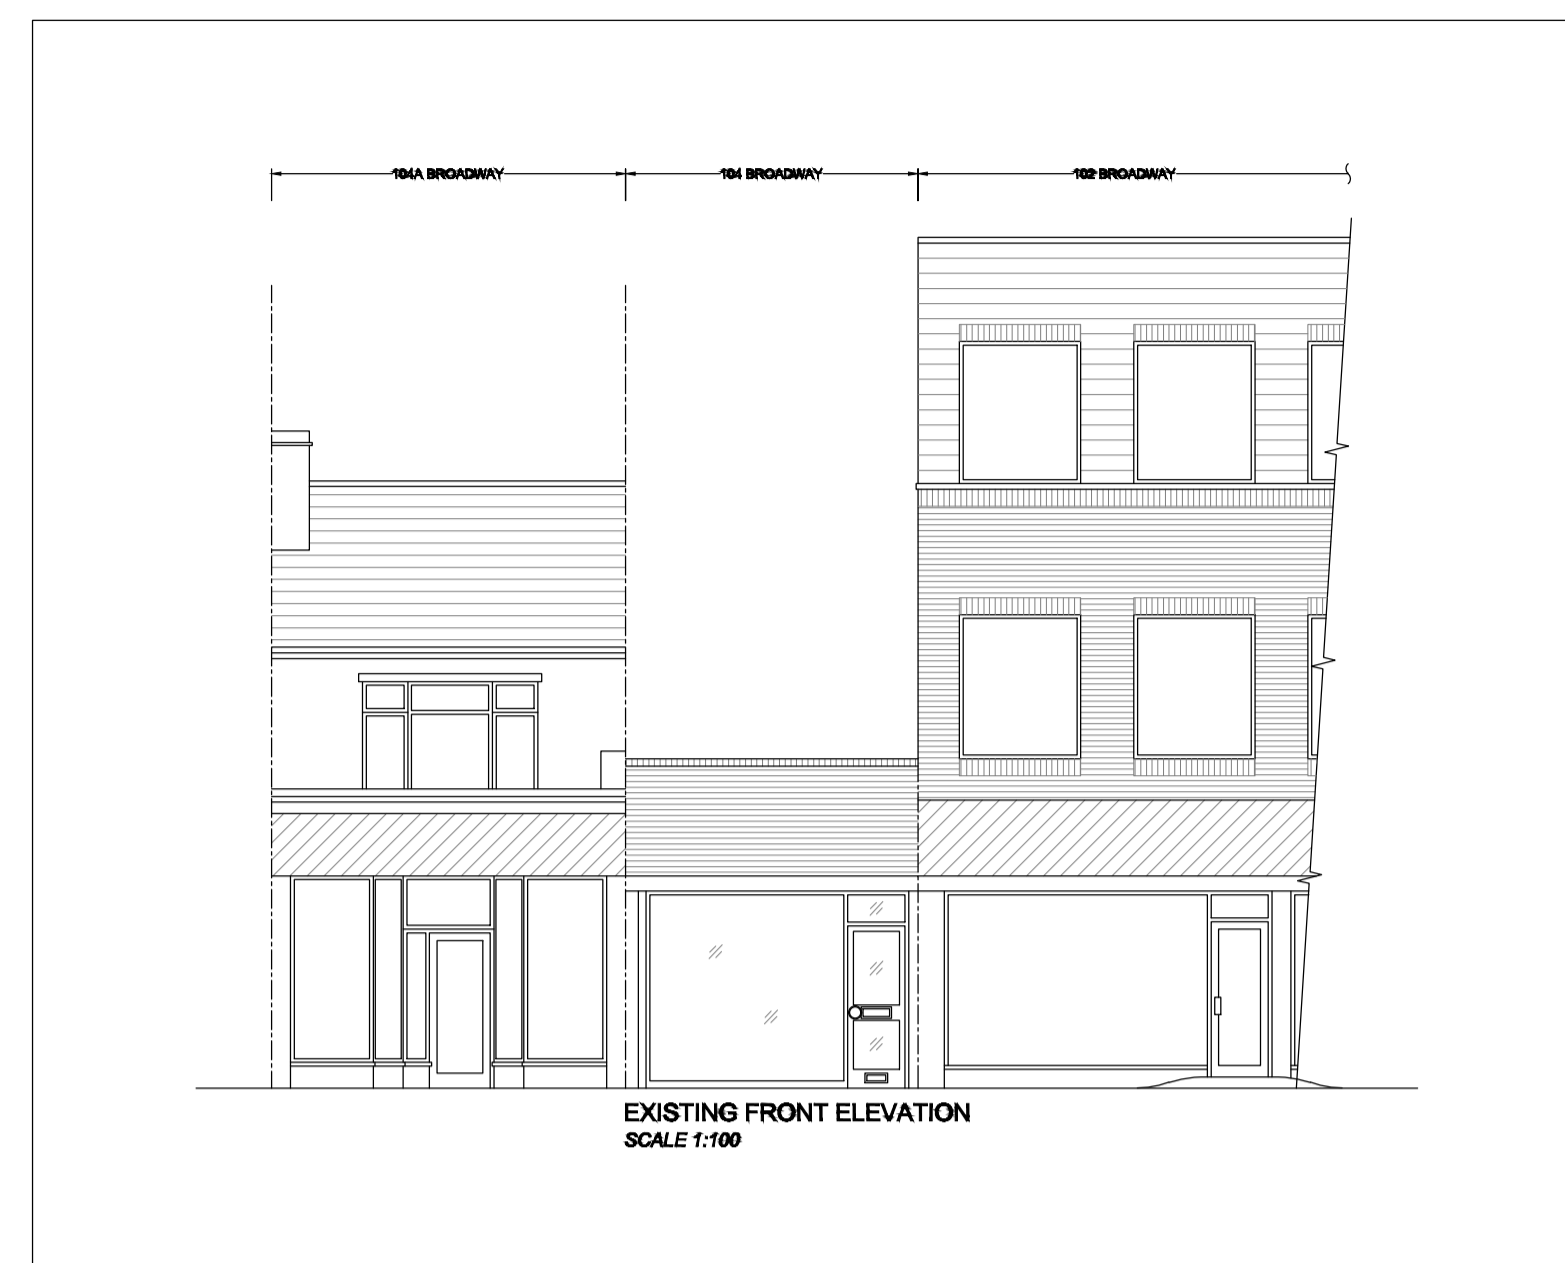 104A BROADWAY
104 BROADWAY
102 BROADWAY
EXISTING FRONT ELEVATION
SCALE 1:100